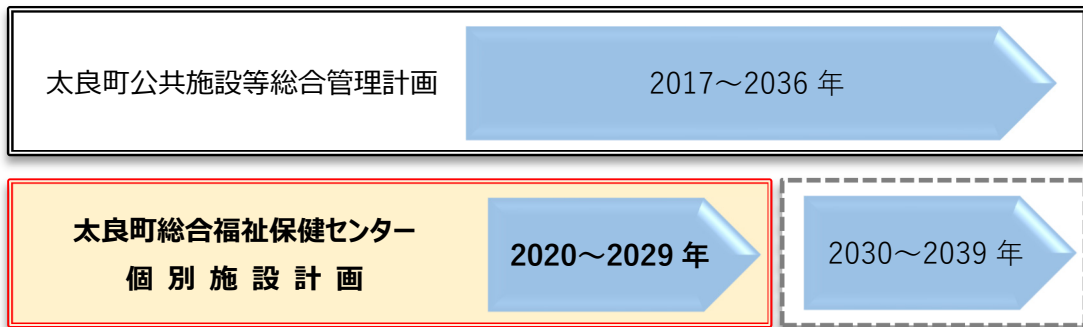 太良町公共施設等総合管理計画
2017～2036 年
太良町総合福祉保健センター
個 別 施 設 計 画
2020～2029 年
2030～2039 年